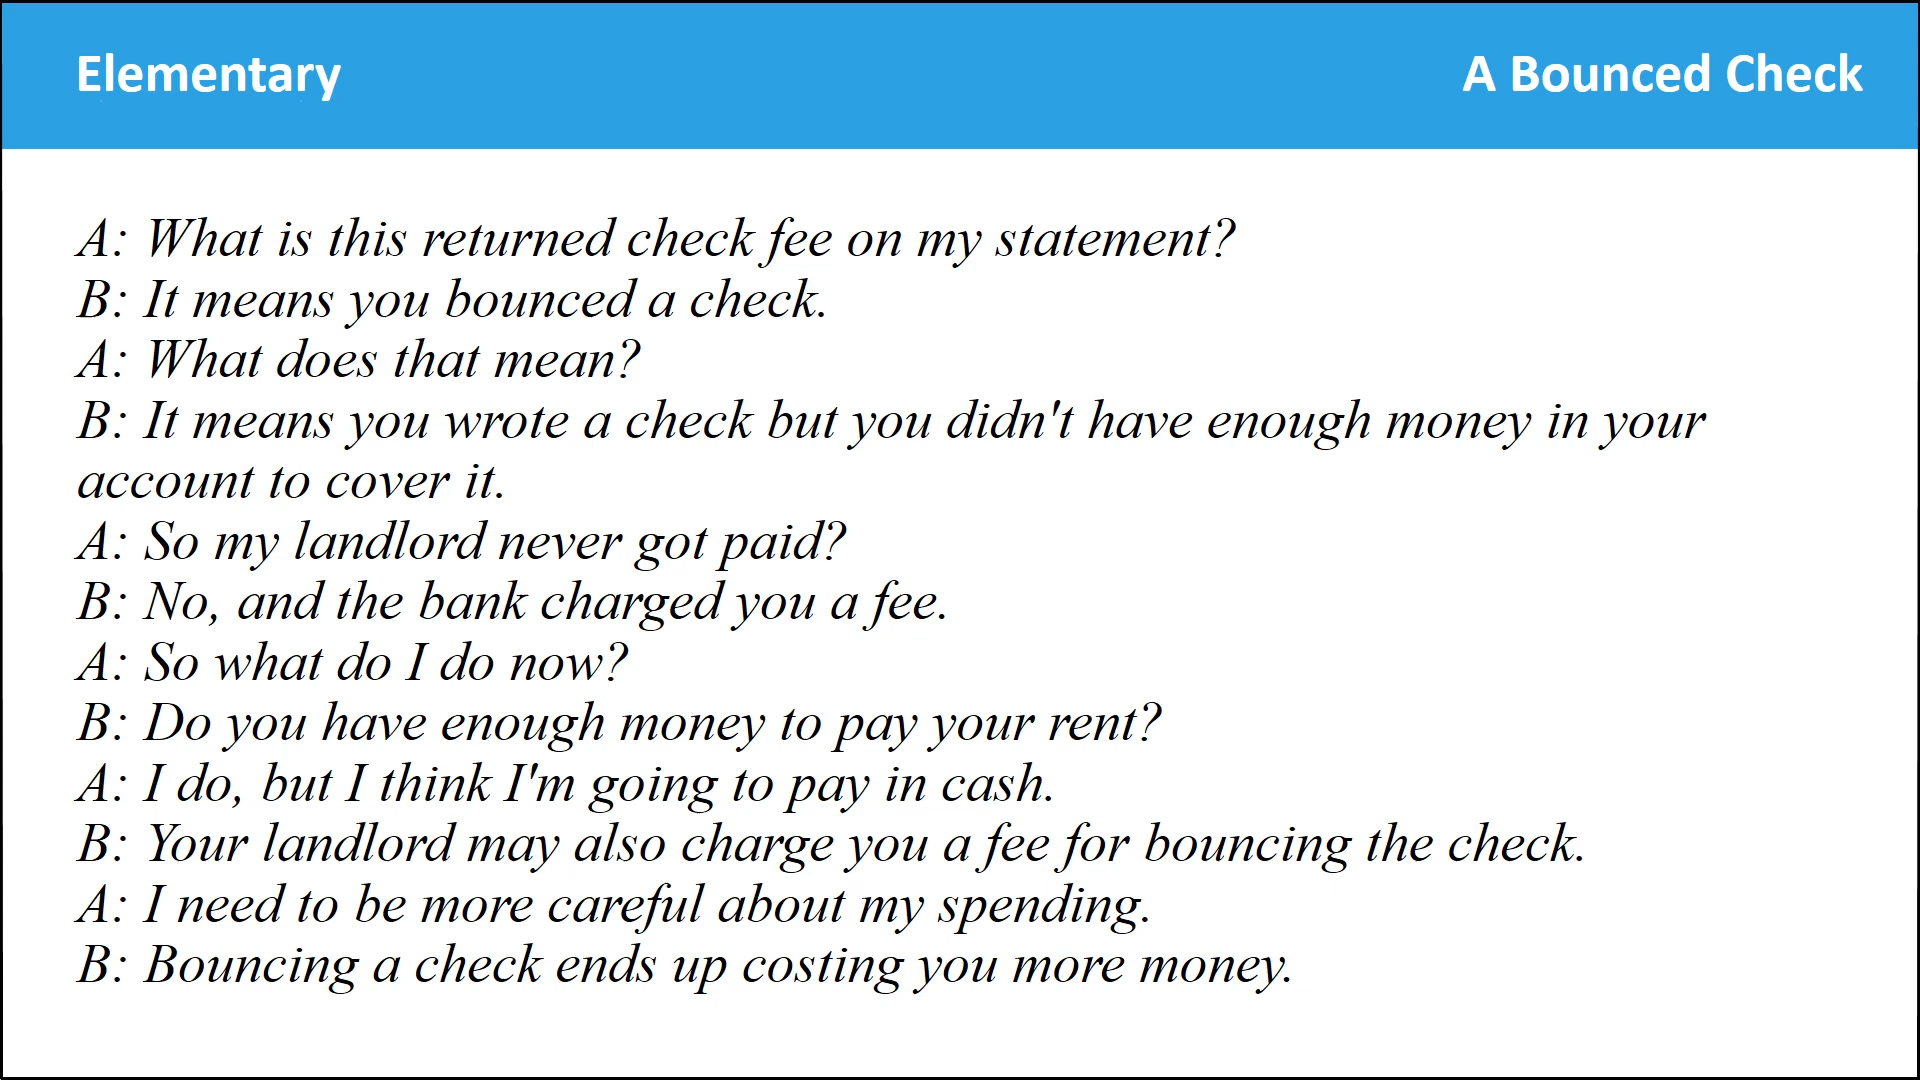 Elementary
A Bounced Check
A: What is this returned check fee on my statement?
B: It means you bounced a check.
A: What does that mean?
B: It means you wrote a check but you didn't have enough money in your
account to cover it.
A: So my landlord never got paid?
B: No, and the bank charged you a fee.
A: So what do I do now?
B: Do you have enough money to pay your rent?
A: I do, but I think I'm going to pay in cash.
B: Your landlord may also charge you a fee for bouncing the check.
A: I need to be more careful about my spending.
B: Bouncing a check ends up costing you more money.